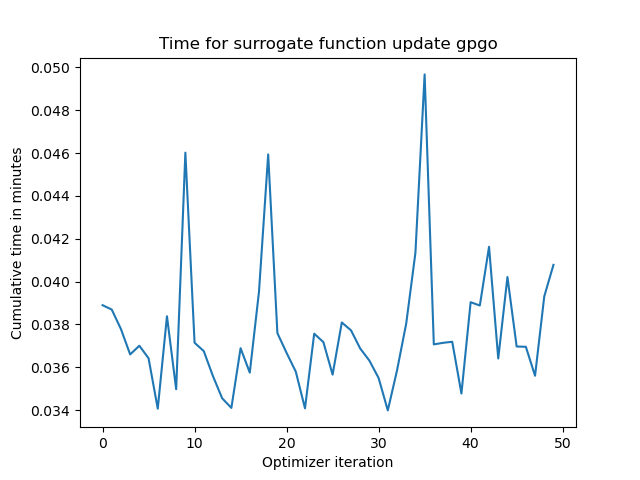 Time for surrogate function update gpgo
Cumulative time in minutes
0.050
0.048
0.046
0.044
0.042
0.040
0.038
0.036
0.034
0 10 20 30 40 50
Optimizer iteration